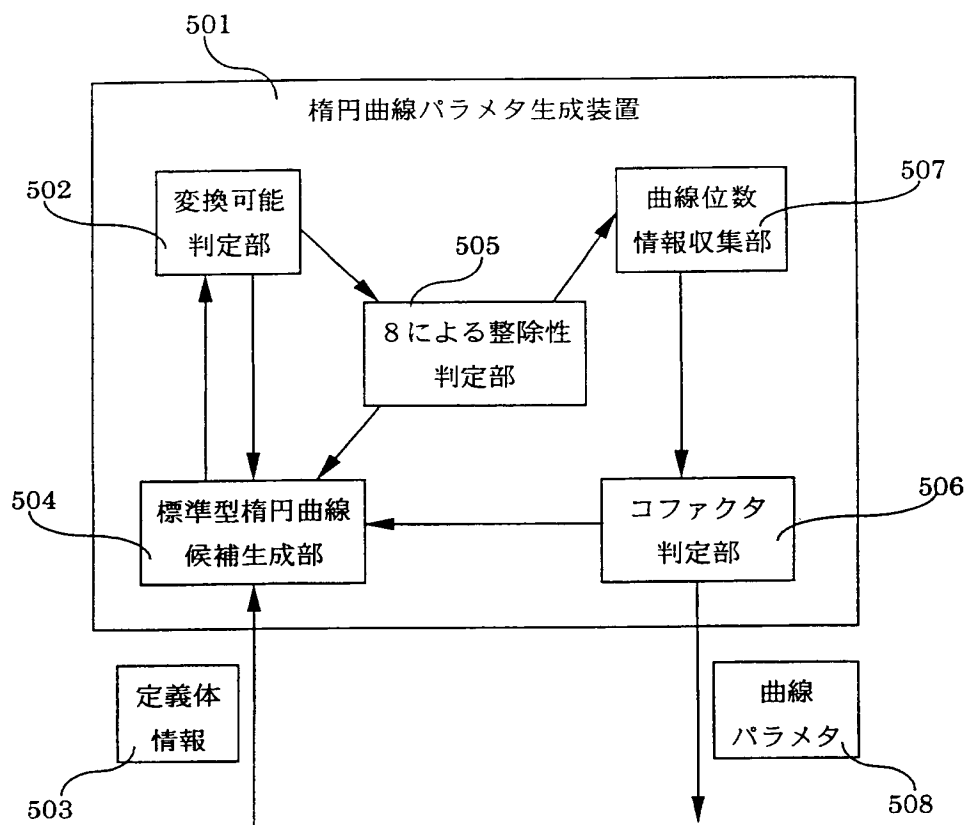 501
楕円曲線パラメタ生成装置
502
変換可能
判定部
507
曲線位数
情報収集部
505
8による整除性
判定部
504
標準型楕円曲線
候補生成部
506
コファクタ
判定部
定義体
情報
503
曲線
パラメタ
508